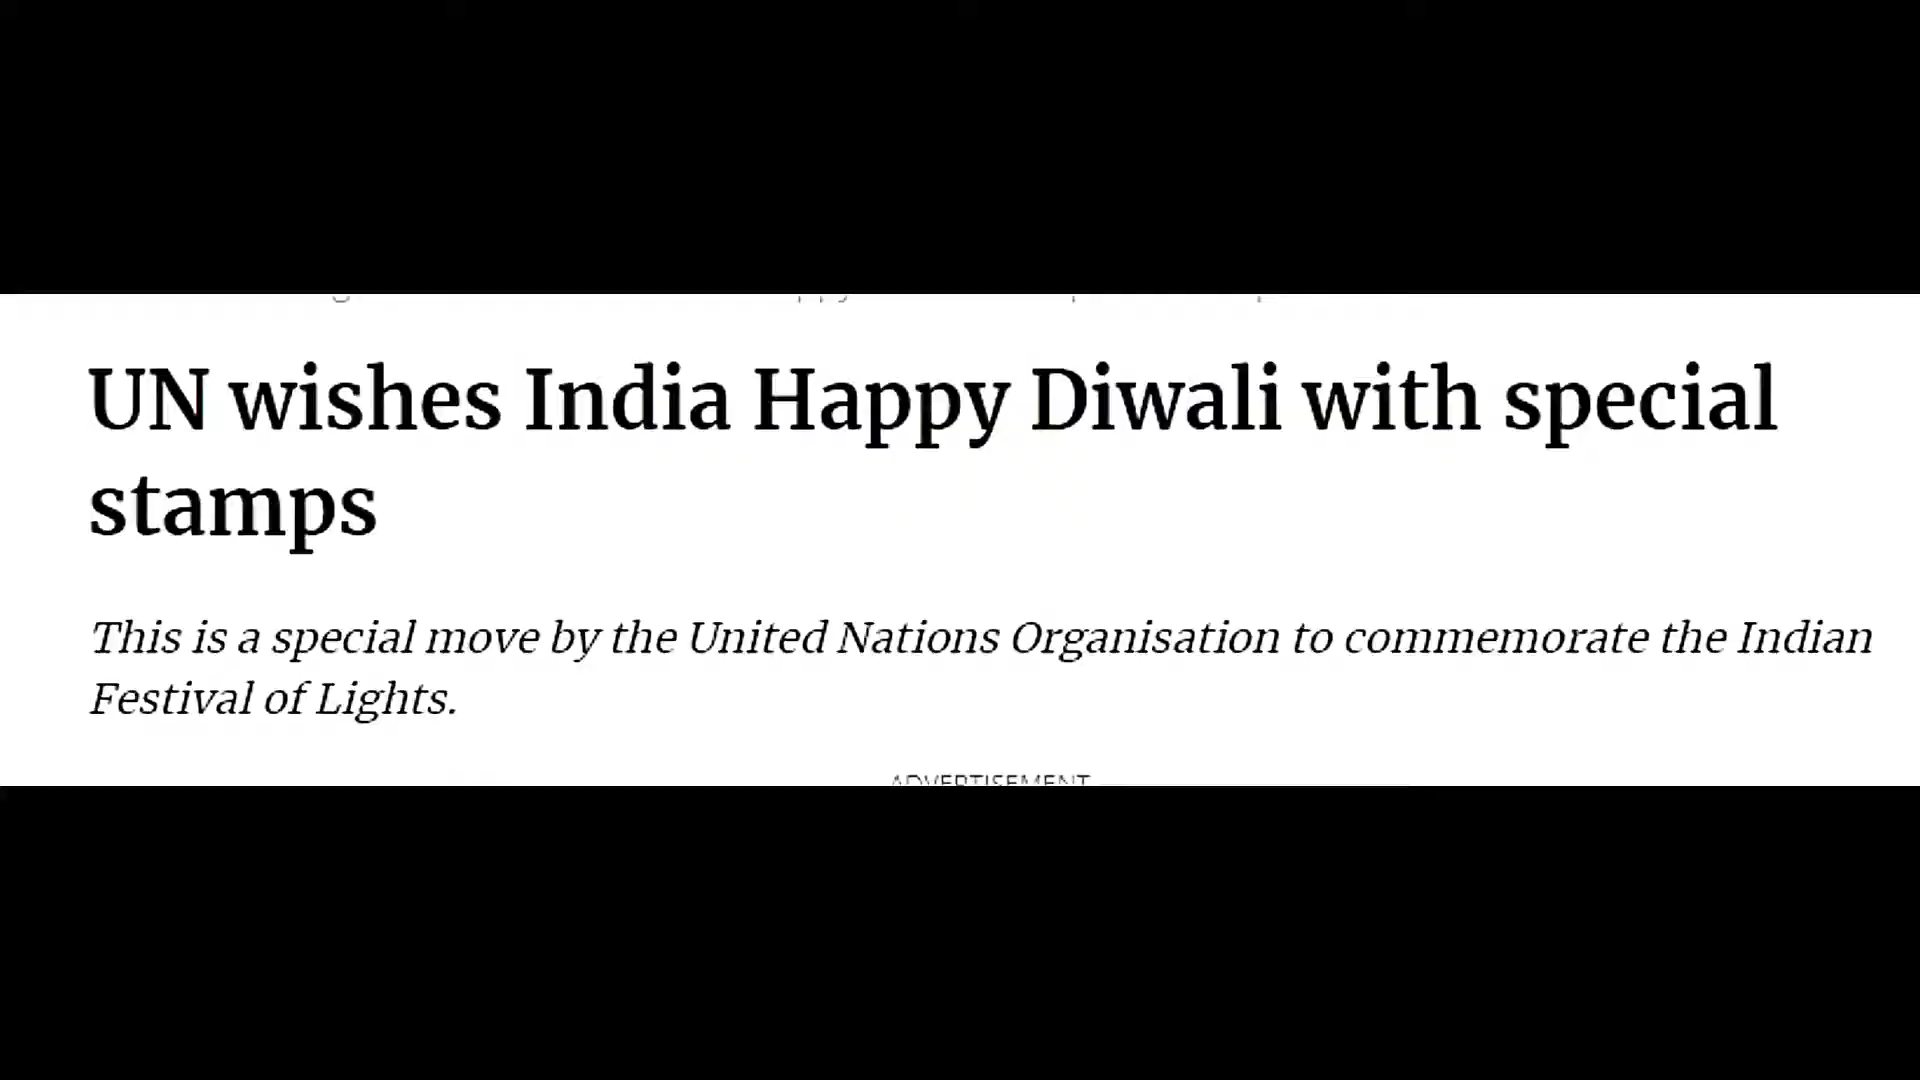 UN wishes India Happy Diwali with special
stamps
This is a special move by the United Nations Organisation to commemorate the Indian
Festival of Lights.
ADVERTISEMENT